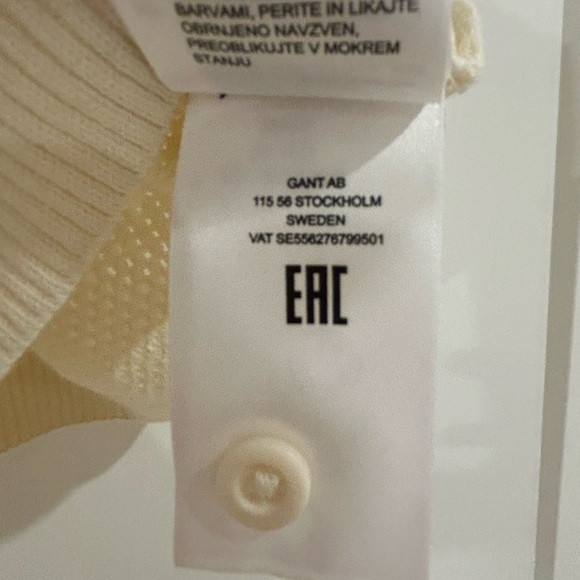 BARVAMI, PERITE IN LIKAJTE
OBRNJENO NAVZVEN,
PREOBLIKUJTE V MOKREM
STANJU
GANT AB
115 56 STOCKHOLM
SWEDEN
VAT SE556276799501
EAC